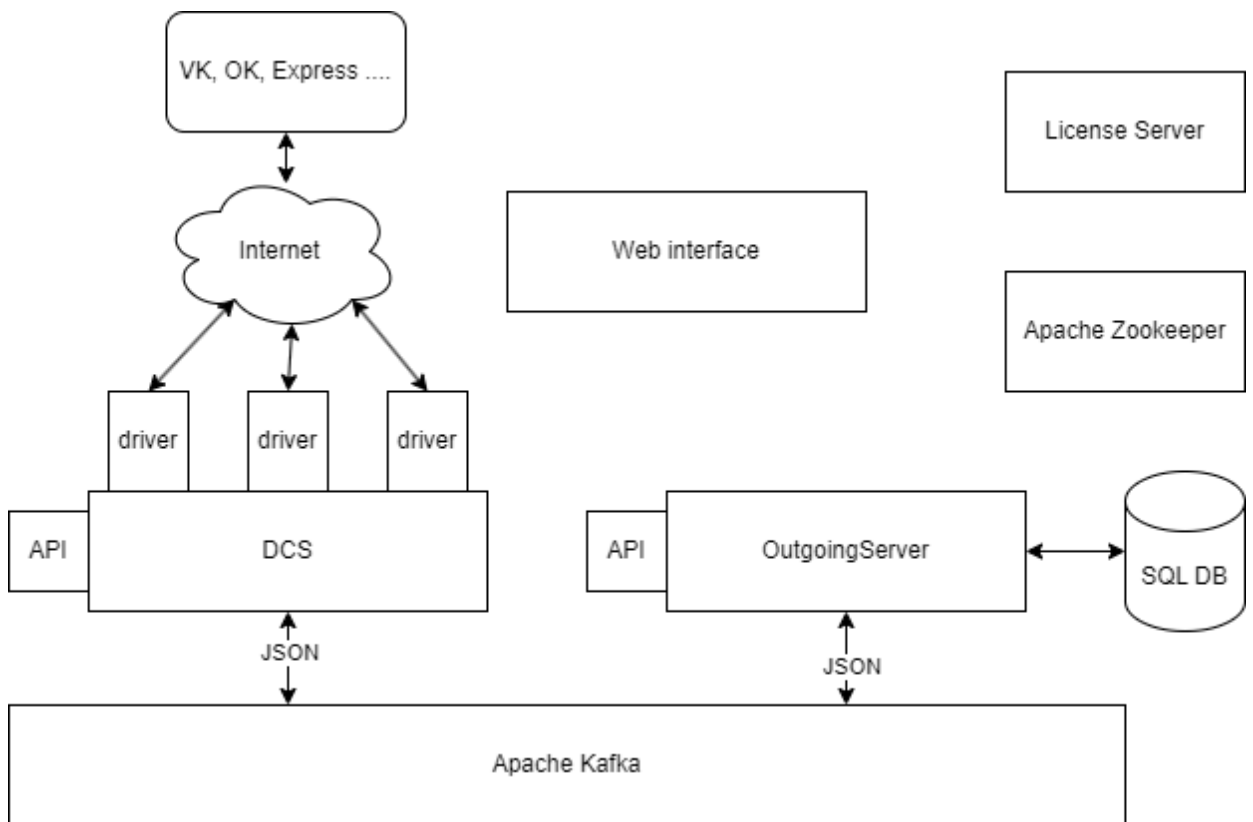 VK, OK, Express ....
License Server
Internet
Web interface
Apache Zookeeper
driver
driver
driver
API
DCS
API
OutgoingServer
SQL DB
JSON
JSON
Apache Kafka